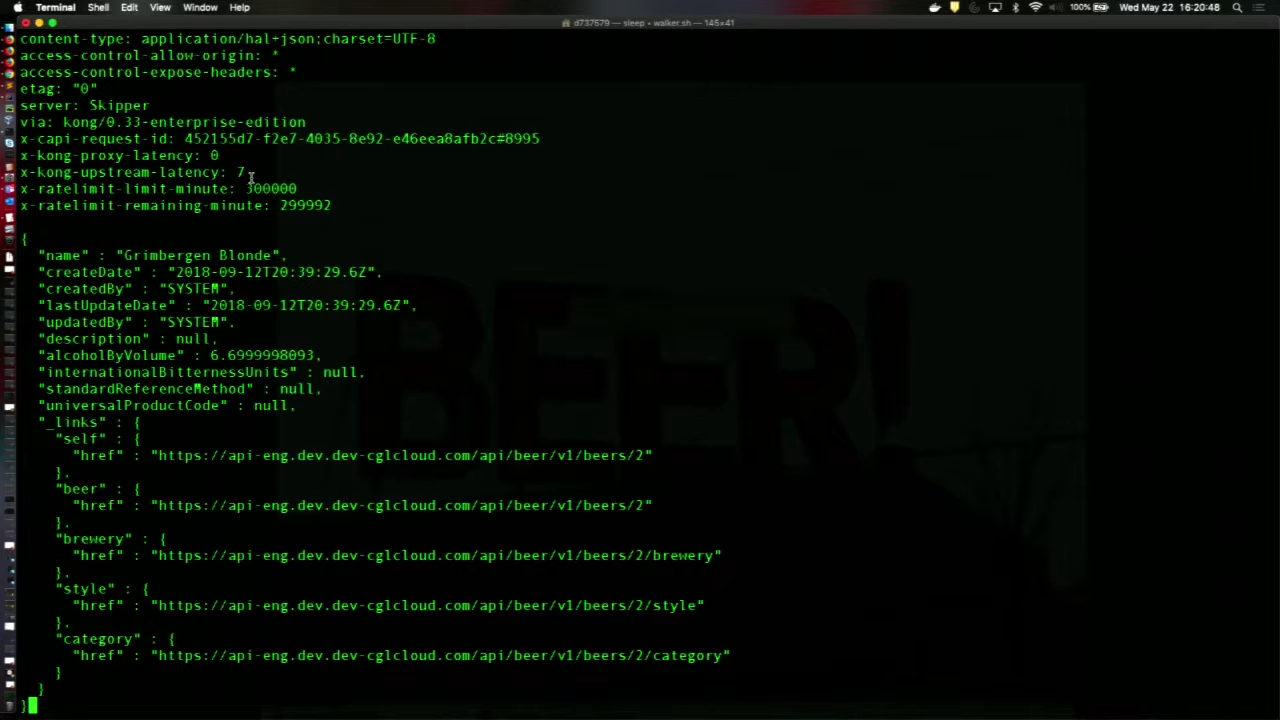 Terminal Shell Edit View Window Help 100% Wed May 22 16:20:48
d737579 — sleep • walker.sh — 145×41
content-type: application/hal+json;charset=UTF-8
access-control-allow-origin: *
access-control-expose-headers: *
etag: "0"
server: Skipper
via: kong/0.33-enterprise-edition
x-capi-request-id: 452155d7-f2e7-4035-8e92-e46eea8afb2c#8995
x-kong-proxy-latency: 0
x-kong-upstream-latency: 7
x-ratelimit-limit-minute: 300000
x-ratelimit-remaining-minute: 299992
{
"name" : "Grimbergen Blonde",
"createDate" : "2018-09-12T20:39:29.6Z",
"createdBy" : "SYSTEM",
"lastUpdateDate" : "2018-09-12T20:39:29.6Z",
"updatedBy" : "SYSTEM",
"description" : null,
"alcoholByVolume" : 6.6999998093,
"internationalBitternessUnits" : null,
"standardReferenceMethod" : null,
"universalProductCode" : null,
"_links" : {
"self" : {
"href" : "https://api-eng.dev.dev-cglcloud.com/api/beer/v1/beers/2"
},
"beer" : {
"href" : "https://api-eng.dev.dev-cglcloud.com/api/beer/v1/beers/2"
},
"brewery" : {
"href" : "https://api-eng.dev.dev-cglcloud.com/api/beer/v1/beers/2/brewery"
},
"style" : {
"href" : "https://api-eng.dev.dev-cglcloud.com/api/beer/v1/beers/2/style"
},
"category" : {
"href" : "https://api-eng.dev.dev-cglcloud.com/api/beer/v1/beers/2/category"
}
}
}
BEER!